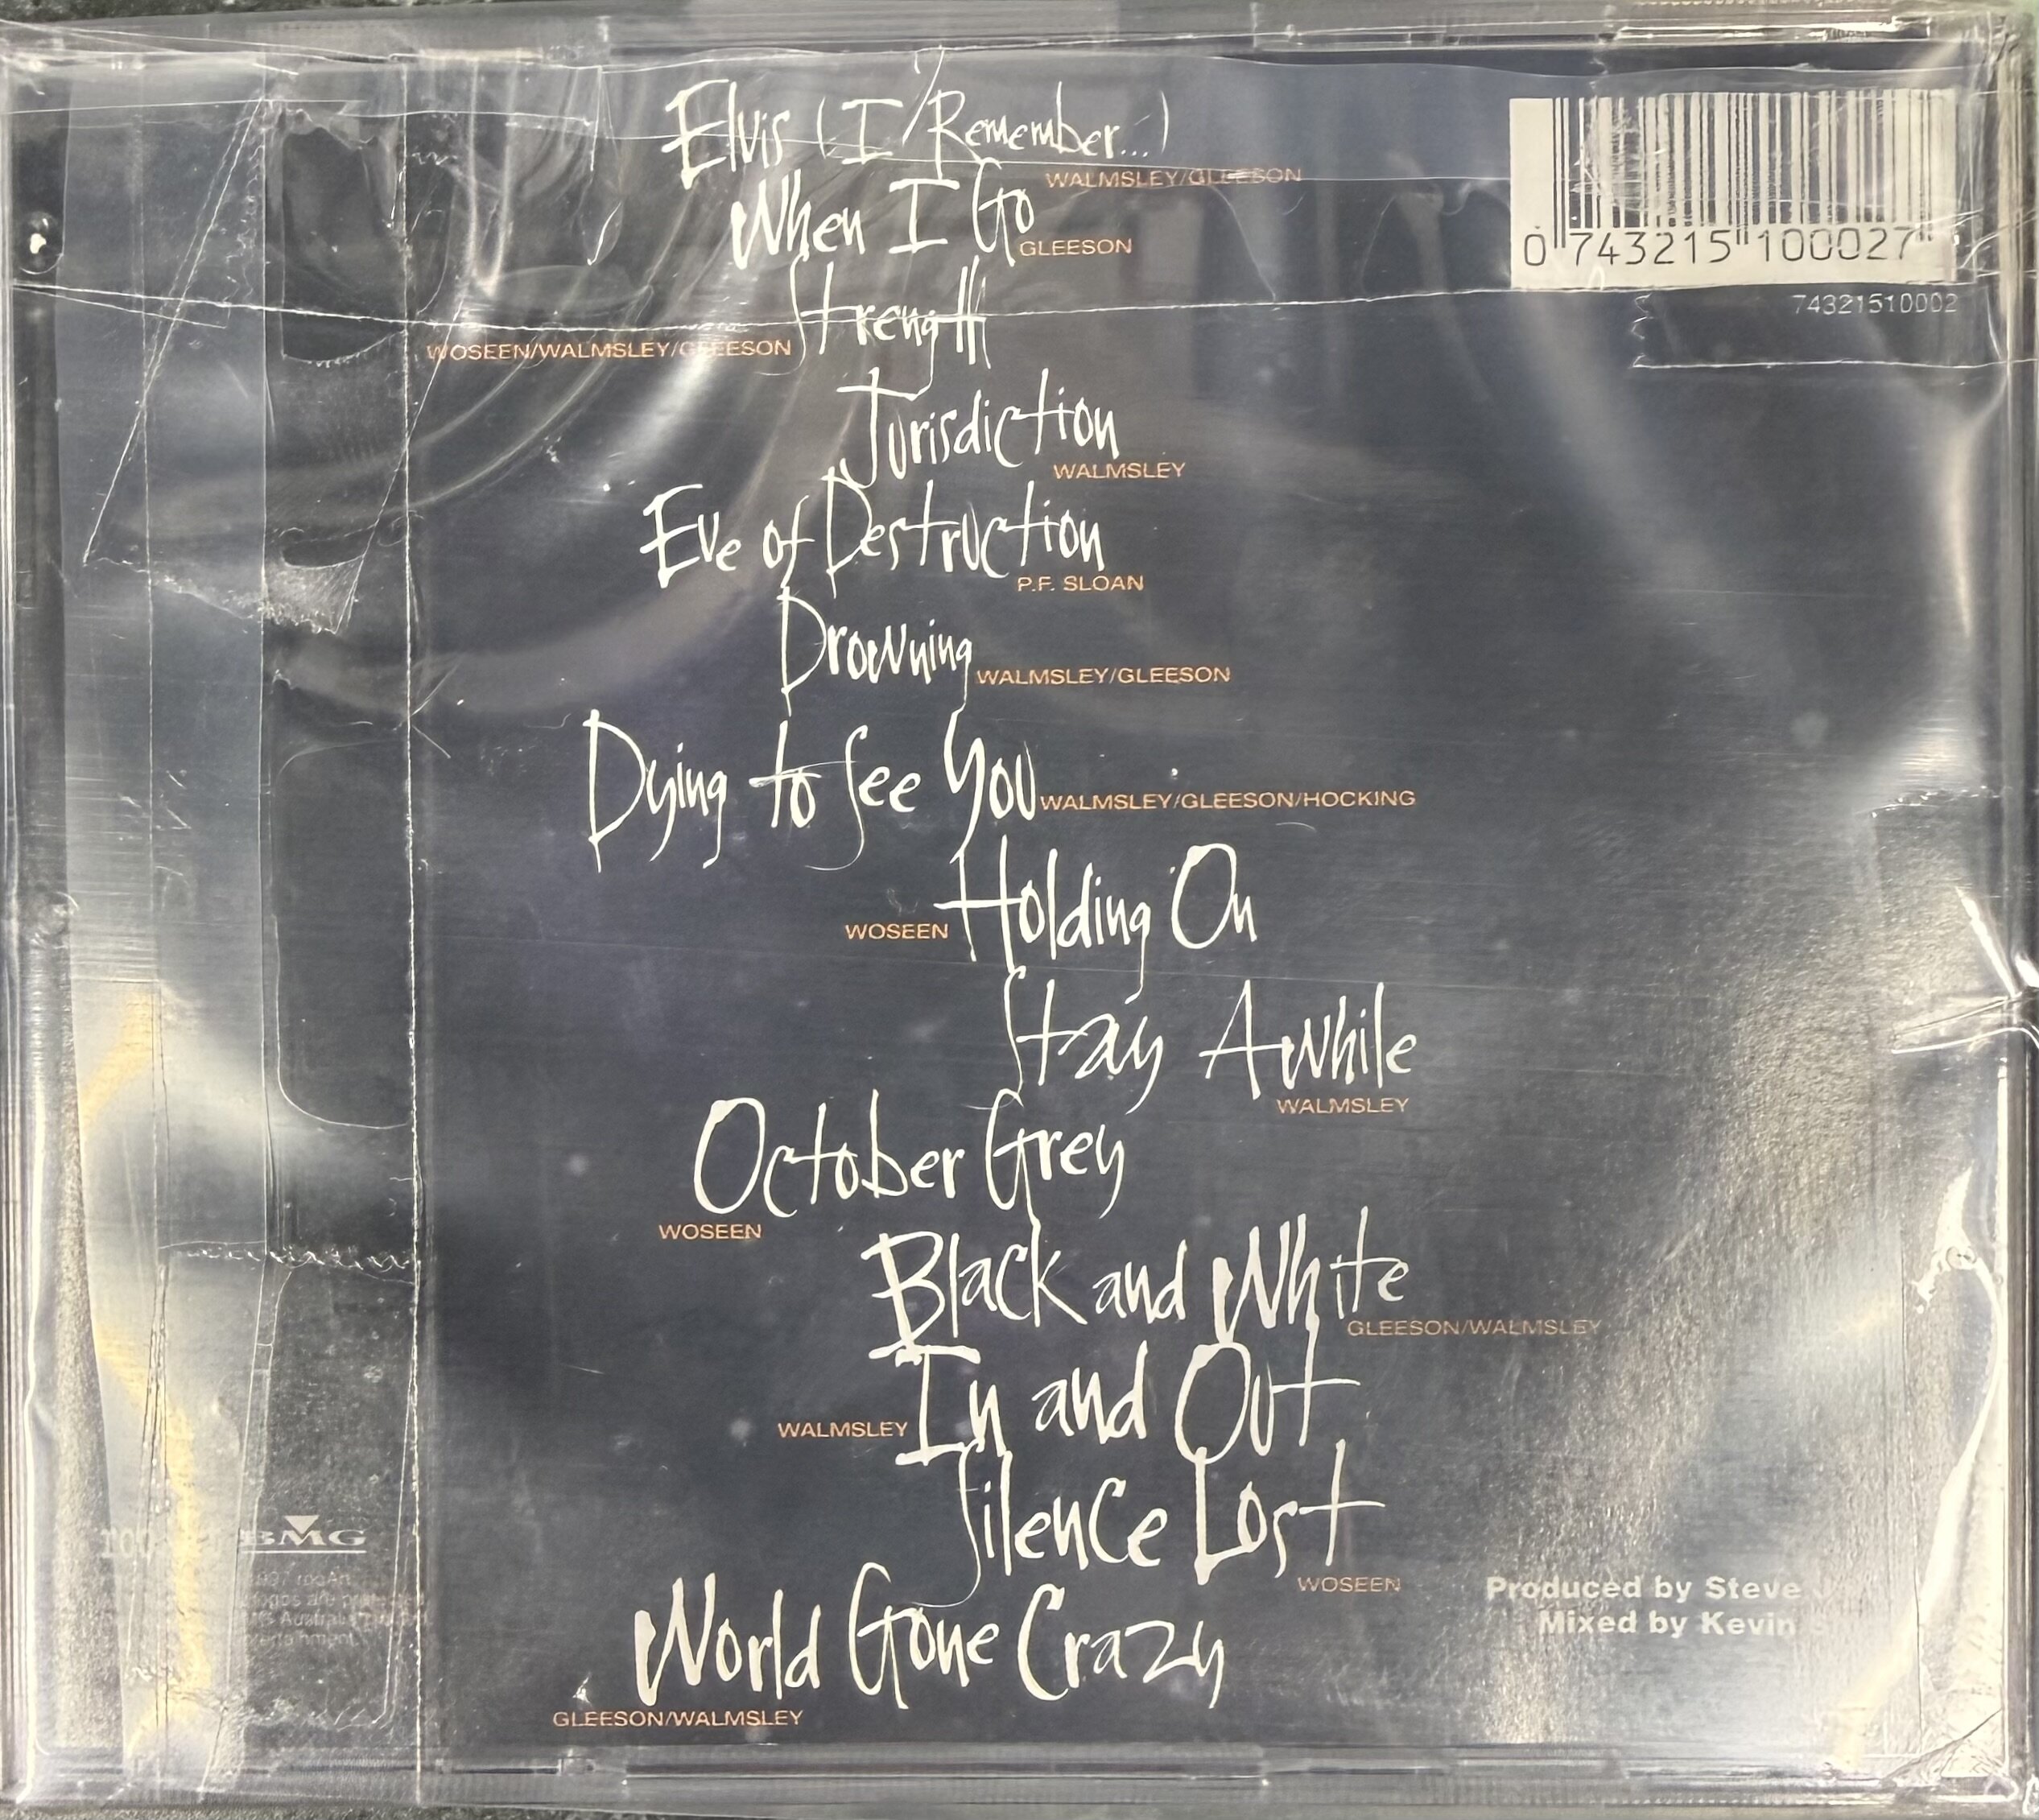 Elvis (I Remember...)
WALMSLEY/GLEESON
When I Go
GLEESON
Strength
WOSEEN/WALMSLEY/GLEESON
Jurisdiction
WALMSLEY
Eve of Destruction
P.F. SLOAN
Drowning
WALMSLEY/GLEESON
Dying to See You
WALMSLEY/GLEESON/HOCKING
Holding On
WOSEEN
Stay Awhile
WALMSLEY
October Grey
WOSEEN
Black and White
GLEESON/WALMSLEY
In and Out
WALMSLEY
Silence Lost
WOSEEN
World Gone Crazy
GLEESON/WALMSLEY
0 743215 100027
74321510002
BMG
logos are
Australia
Produced by Steve
Mixed by Kevin